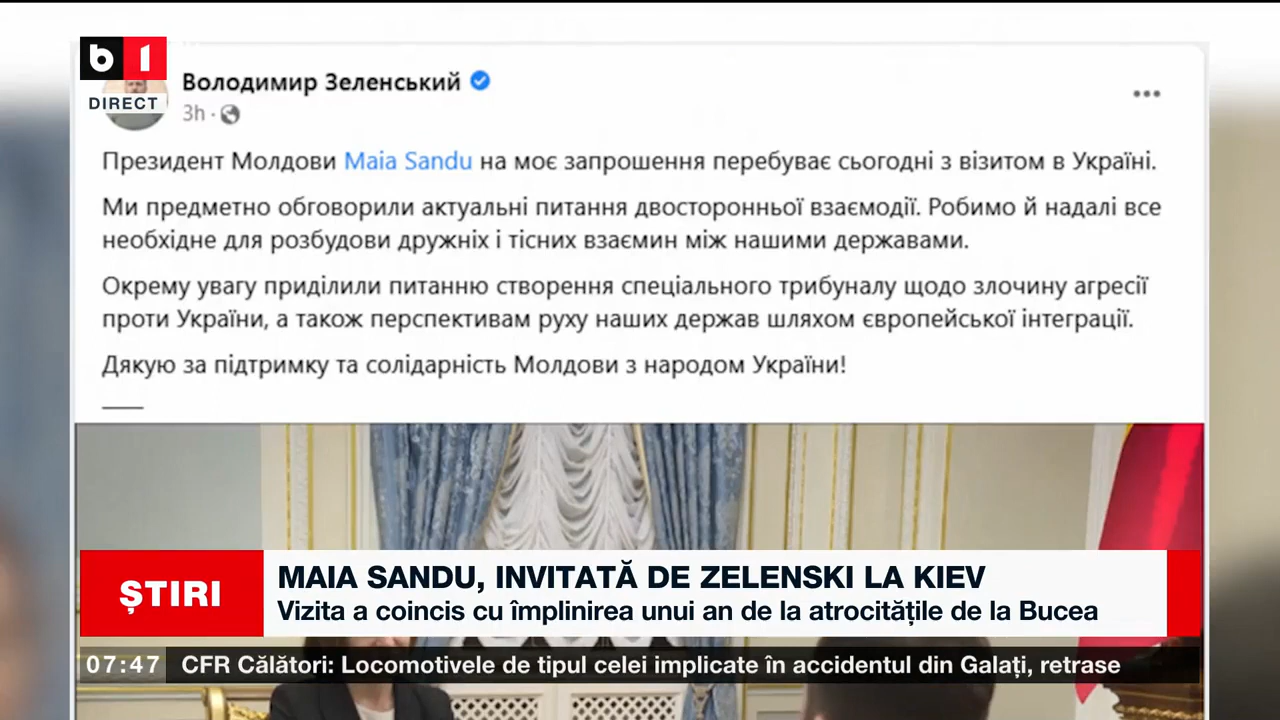 b1
DIRECT
Володимир Зеленський
3h ·
Президент Молдови Maia Sandu на моє запрошення перебуває сьогодні з візитом в Україні.
Ми предметно обговорили актуальні питання двосторонньої взаємодії. Робимо й надалі все
необхідне для розбудови дружніх і тісних взаємин між нашими державами.
Окрему увагу приділили питанню створення спеціального трибуналу щодо злочину агресії
проти України, а також перспективам руху наших держав шляхом європейської інтеграції.
Дякую за підтримку та солідарність Молдови з народом України!
ȘTIRI
MAIA SANDU, INVITATĂ DE ZELENSKI LA KIEV
Vizita a coincis cu împlinirea unui an de la atrocitățile de la Bucea
07:47 CFR Călători: Locomotivele de tipul celei implicate în accidentul din Galați, retrase